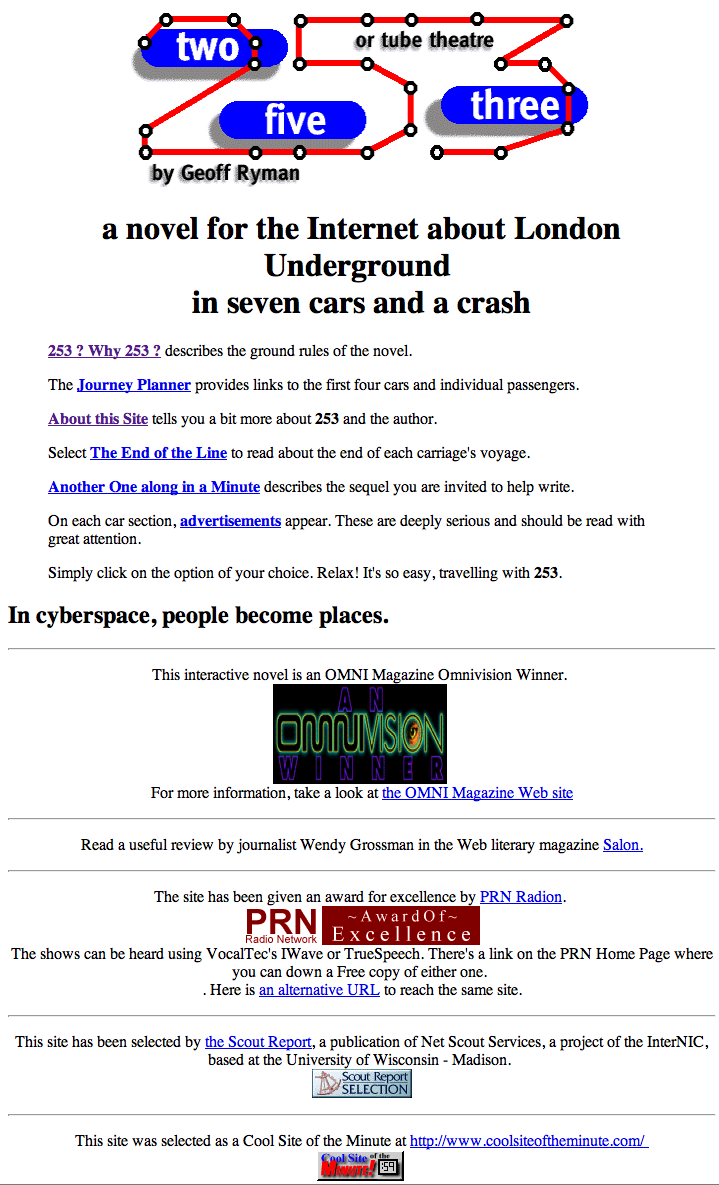 two
or tube theatre
five
three
by Geoff Ryman
a novel for the Internet about London
Underground
in seven cars and a crash
253 ? Why 253 ? describes the ground rules of the novel.
The Journey Planner provides links to the first four cars and individual passengers.
About this Site tells you a bit more about 253 and the author.
Select The End of the Line to read about the end of each carriage's voyage.
Another One along in a Minute describes the sequel you are invited to help write.
On each car section, advertisements appear. These are deeply serious and should be read with
great attention.
Simply click on the option of your choice. Relax! It's so easy, travelling with 253.
In cyberspace, people become places.
This interactive novel is an OMNI Magazine Omnivision Winner.
AN
OMNIVISION
WINNER
For more information, take a look at the OMNI Magazine Web site
Read a useful review by journalist Wendy Grossman in the Web literary magazine Salon.
The site has been given an award for excellence by PRN Radion.
PRN
Radio Network
~AwardOf~
Excellence
The shows can be heard using VocalTec's IWave or TrueSpeech. There's a link on the PRN Home Page where
you can down a Free copy of either one.
. Here is an alternative URL to reach the same site.
This site has been selected by the Scout Report, a publication of Net Scout Services, a project of the InterNIC,
based at the University of Wisconsin - Madison.
Scout Report
SELECTION
This site was selected as a Cool Site of the Minute at http://www.coolsiteoftheminute.com/
Cool Site of the
Minute! :59